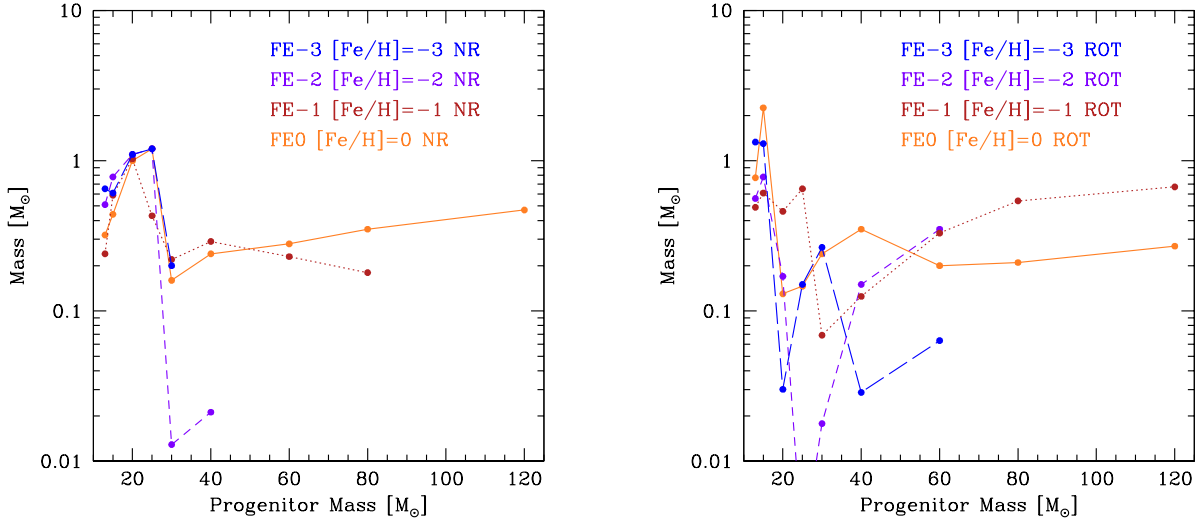 10
FE−3 [Fe/H]=−3 NR
FE−2 [Fe/H]=−2 NR
FE−1 [Fe/H]=−1 NR
FE0 [Fe/H]=0 NR
1
Mass [M⊙]
0.1
0.01
20 40 60 80 100 120
Progenitor Mass [M⊙]
10
FE−3 [Fe/H]=−3 ROT
FE−2 [Fe/H]=−2 ROT
FE−1 [Fe/H]=−1 ROT
FE0 [Fe/H]=0 ROT
1
Mass [M⊙]
0.1
0.01
20 40 60 80 100 120
Progenitor Mass [M⊙]